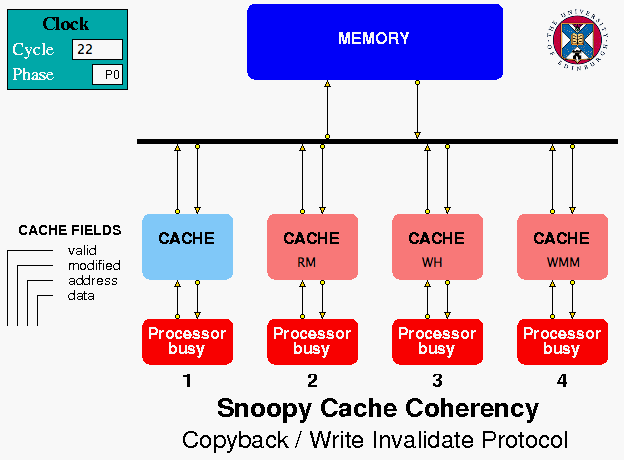 Clock
Cycle 22
Phase P0
MEMORY
THE UNIVERSITY OF EDINBURGH
CACHE FIELDS
valid
modified
address
data
CACHE
CACHE
RM
CACHE
WH
CACHE
WMM
Processor
busy
Processor
busy
Processor
busy
Processor
busy
1 2 3 4
Snoopy Cache Coherency
Copyback / Write Invalidate Protocol